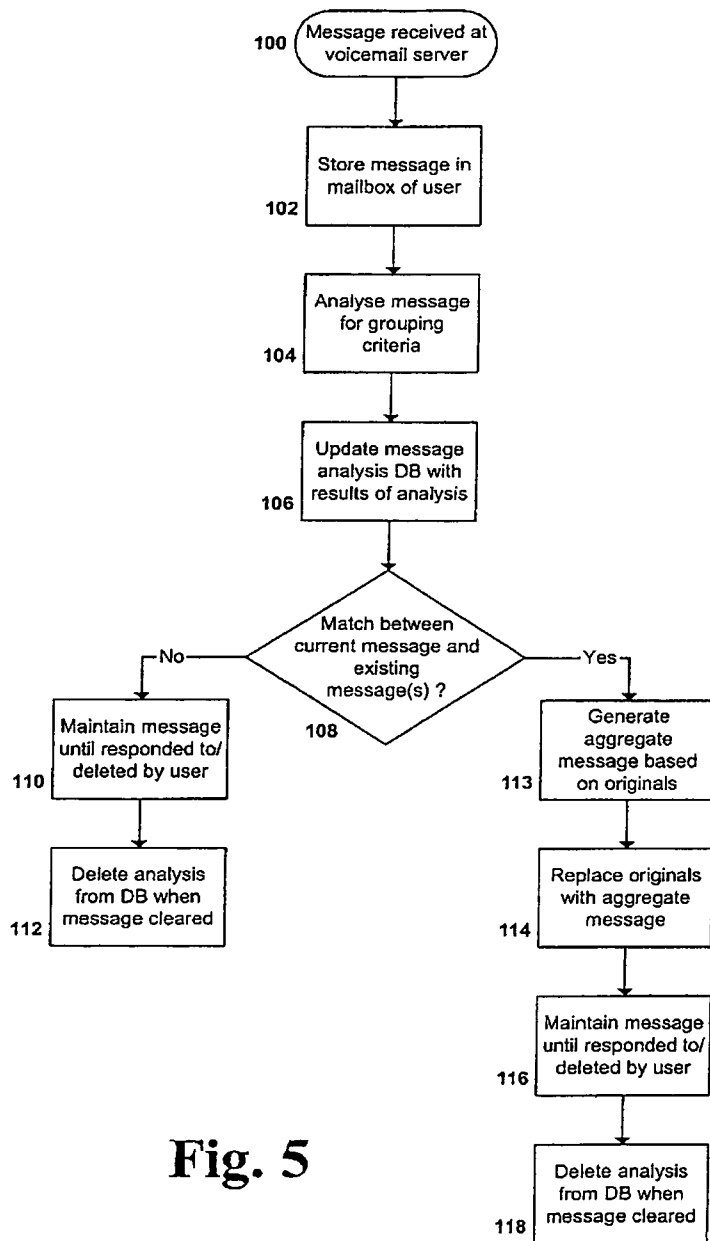 100
Message received at
voicemail server
Store message in
mailbox of user
102
Analyse message
for grouping
criteria
104
Update message
analysis DB with
results of analysis
106
Match between
current message and
existing
message(s) ?
108
No
Yes
Maintain message
until responded to/
deleted by user
110
Delete analysis
from DB when
message cleared
112
Generate
aggregate
message based
on originals
113
Replace originals
with aggregate
message
114
Maintain message
until responded to/
deleted by user
116
Delete analysis
from DB when
message cleared
118
Fig. 5